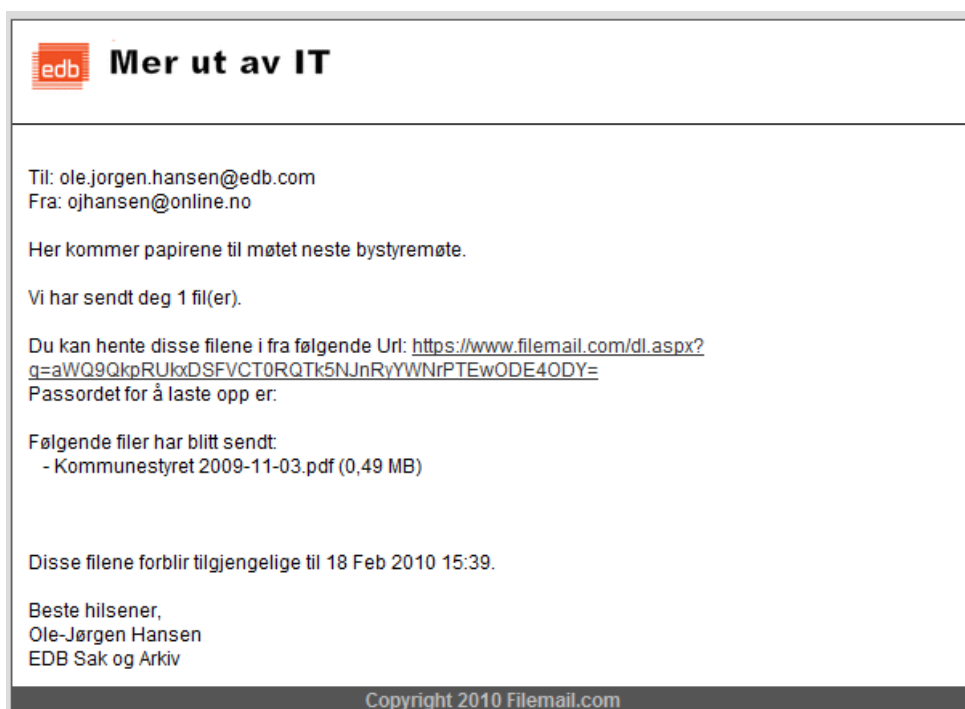 edb Mer ut av IT
Til: ole.jorgen.hansen@edb.com
Fra: ojhansen@online.no
Her kommer papirene til møtet neste bystyremøte.
Vi har sendt deg 1 fil(er).
Du kan hente disse filene i fra følgende Url: https://www.filemail.com/dl.aspx?
q=aWQ9QkpRUkxDSFVCT0RQTk5NJnRyYWNrPTEwODE4ODY=
Passordet for å laste opp er:
Følgende filer har blitt sendt:
- Kommunestyret 2009-11-03.pdf (0,49 MB)
Disse filene forblir tilgjengelige til 18 Feb 2010 15:39.
Beste hilsener,
Ole-Jørgen Hansen
EDB Sak og Arkiv
Copyright 2010 Filemail.com